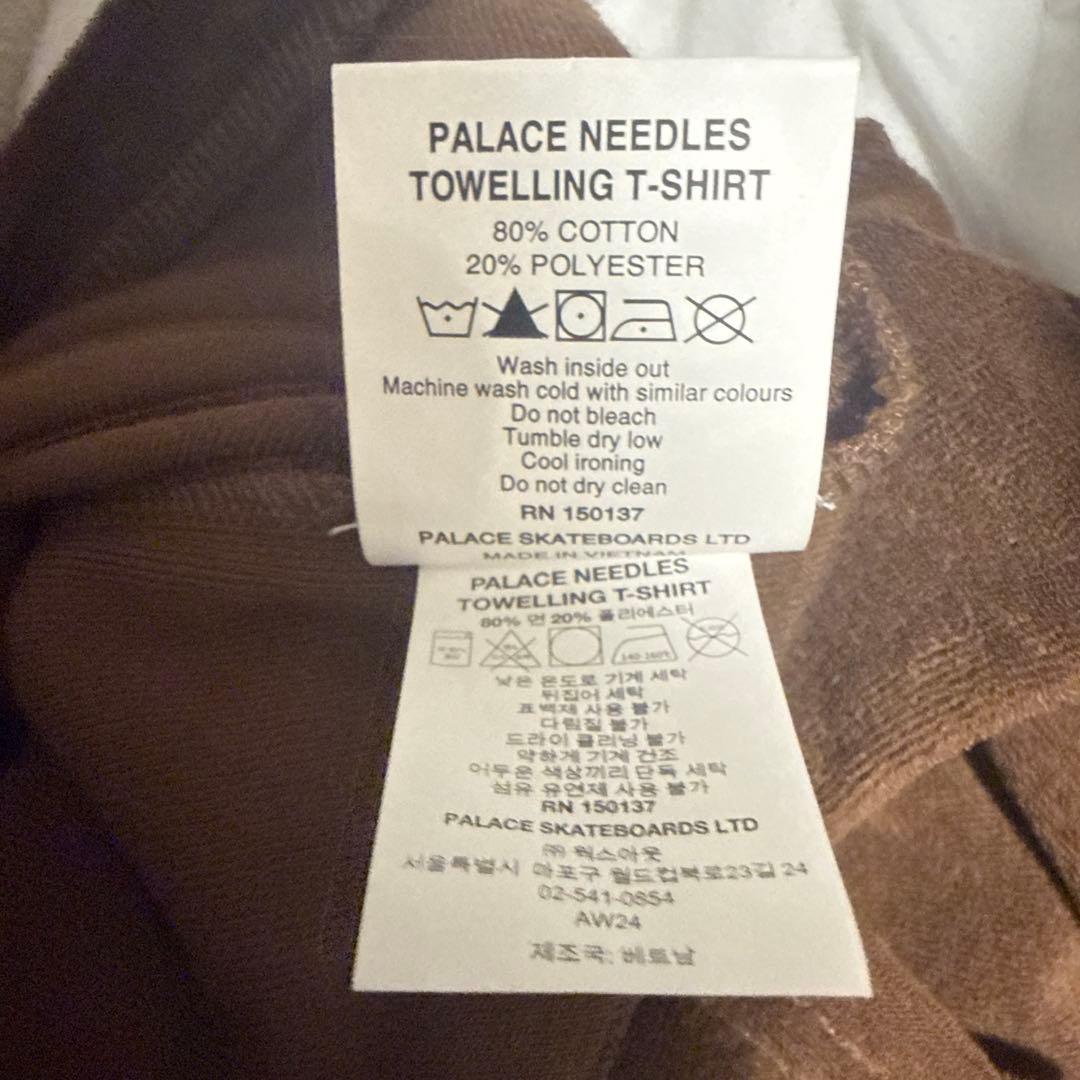 PALACE NEEDLES
TOWELLING T-SHIRT
80% COTTON
20% POLYESTER
Wash inside out
Machine wash cold with similar colours
Do not bleach
Tumble dry low
Cool ironing
Do not dry clean
RN 150137
PALACE SKATEBOARDS LTD
MADE IN VIETNAM
PALACE NEEDLES
TOWELLING T-SHIRT
80% 면 20% 폴리에스터
140-160℃
낮은 온도로 기계 세탁
뒤집어 세탁
표백제 사용 불가
다림질 불가
드라이 클리닝 불가
약하게 기계 건조
어두운 색상끼리 단독 세탁
섬유 유연제 사용 불가
RN 150137
PALACE SKATEBOARDS LTD
㈜ 웍스아웃
서울특별시 마포구 월드컵북로23길 24
02-541-0854
AW24
제조국: 베트남